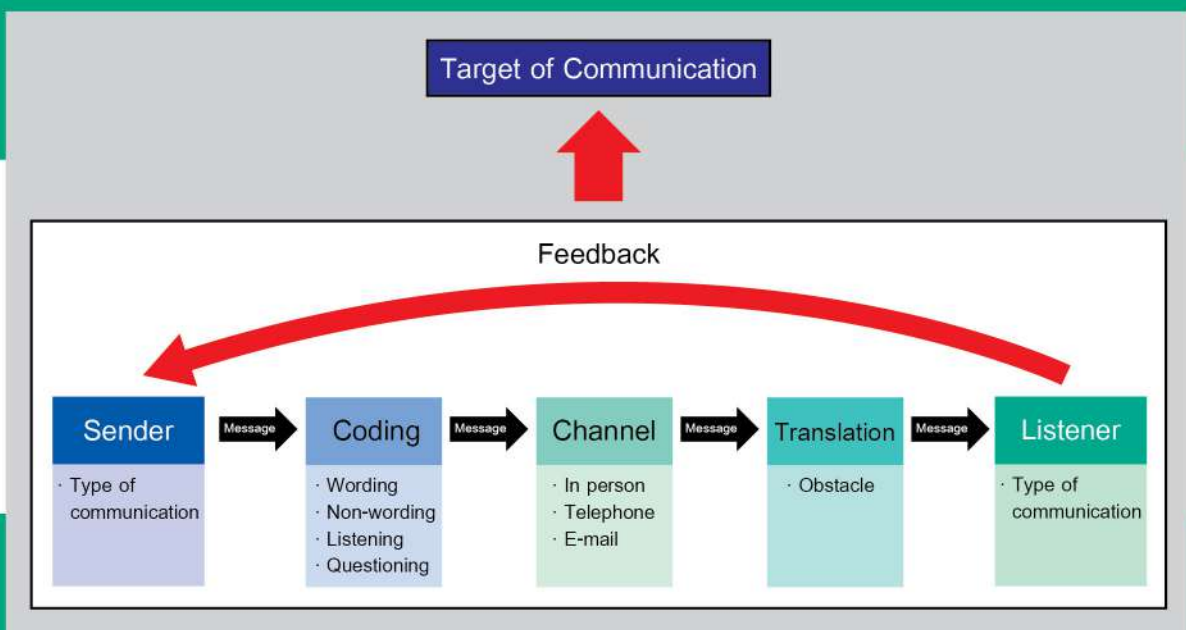 Target of Communication
Feedback
Sender
Message
Coding
Message
Channel
Message
Translation
Message
Listener
· Type of
communication
· Wording
· Non-wording
· Listening
· Questioning
· In person
· Telephone
· E-mail
· Obstacle
· Type of
communication